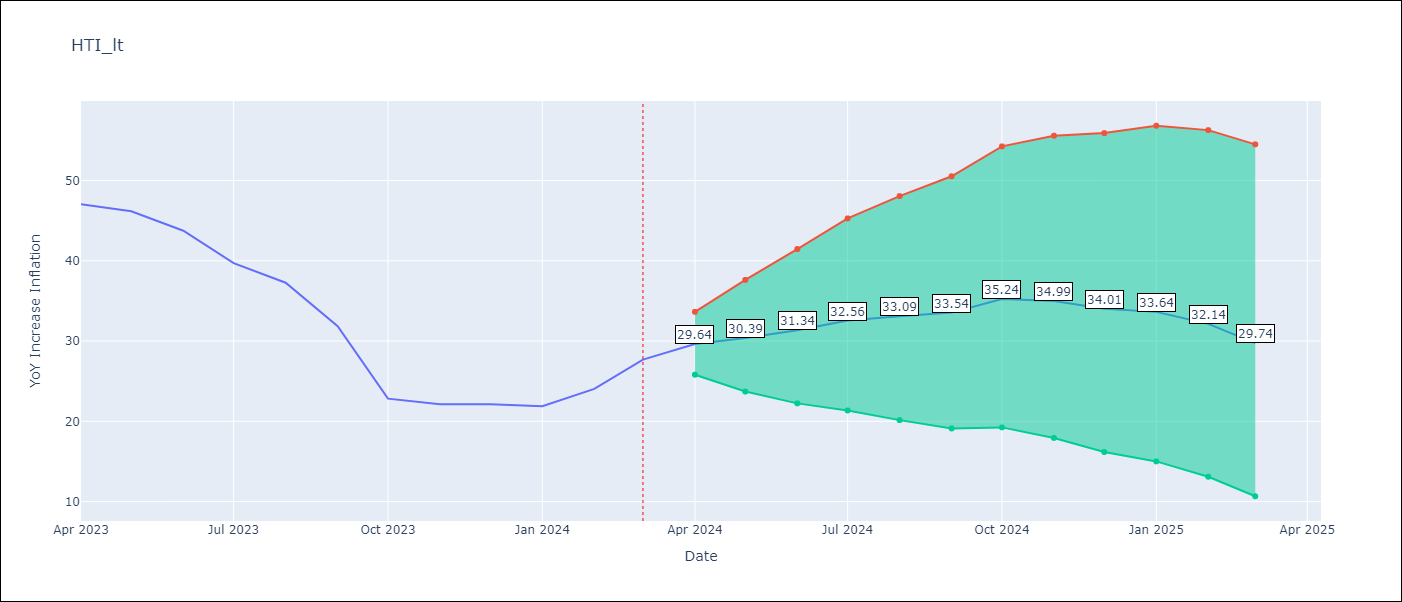 HTI_lt
YoY Increase Inflation
50
40
30
20
10
29.64
30.39
31.34
32.56
33.09
33.54
35.24
34.99
34.01
33.64
32.14
29.74
Apr 2023
Jul 2023
Oct 2023
Jan 2024
Apr 2024
Jul 2024
Oct 2024
Jan 2025
Apr 2025
Date